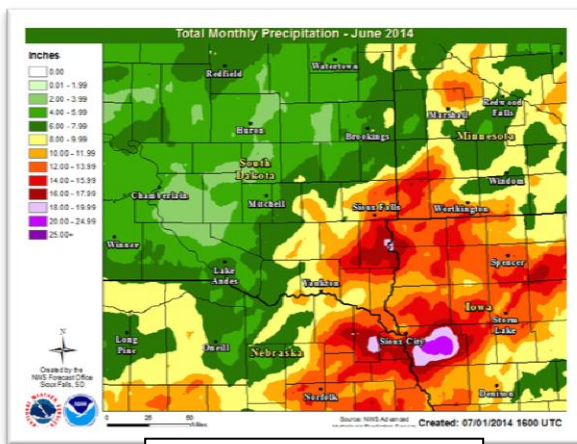 Total Monthly Precipitation - June 2014
Inches
0.00
0.01 - 1.99
2.00 - 3.99
4.00 - 5.99
6.00 - 7.99
8.00 - 9.99
10.00 - 11.99
12.00 - 13.99
14.00 - 15.99
16.00 - 17.99
18.00 - 19.99
20.00 - 24.99
25.00+
Redfield
Watertown
Marshall
Redwood
Falls
Huron
Brookings
Minnesota
South
Dakota
Windom
Chamberlain
Mitchell
Sioux Falls
Worthington
Winner
Lake
Andes
Yankton
Spencer
Iowa
Storm
Lake
Long
Pine
Oneill
Nebraska
Sioux City
Norfolk
Denison
N
Created by the
NWS Forecast Office
Sioux Falls, SD
0 25 50
Miles
Source: NWS Advanced
Created: 07/01/2014 1600 UTC